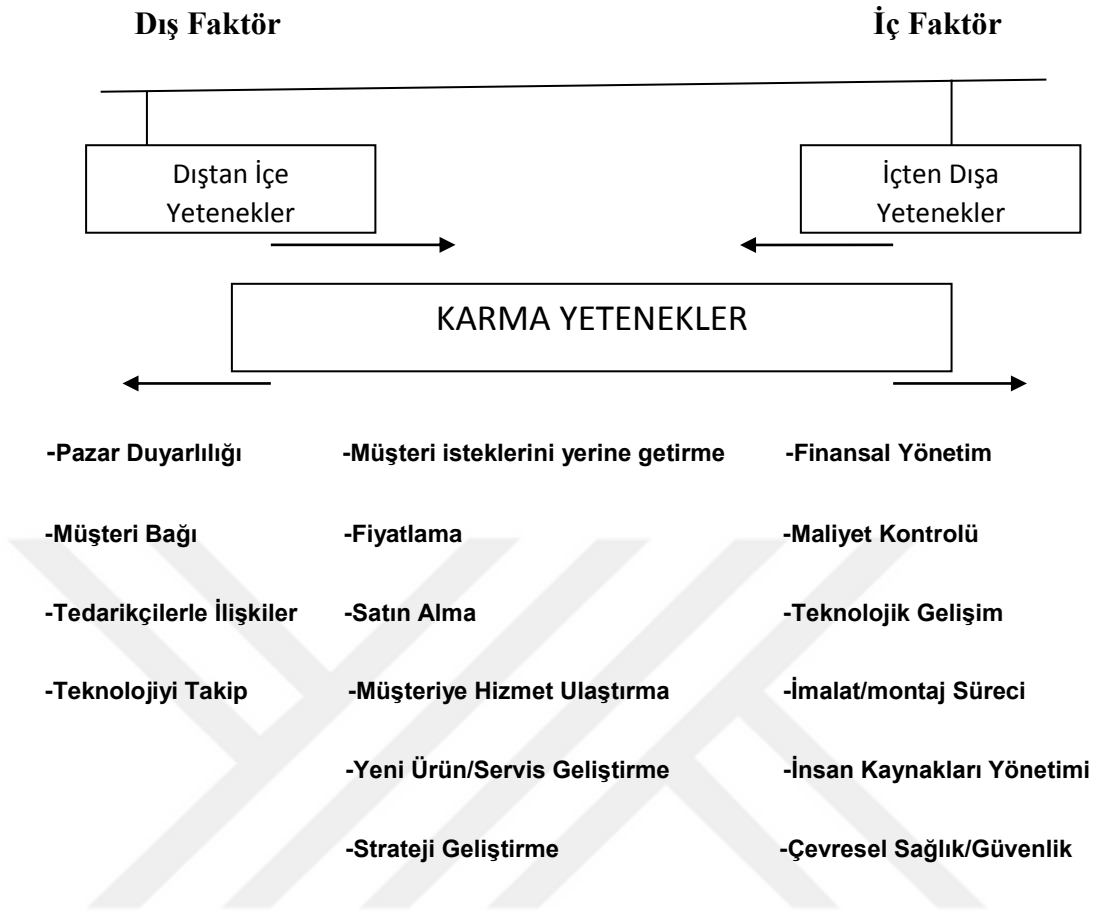 Dış Faktör
İç Faktör
Dıştan İçe
Yetenekler
İçten Dışa
Yetenekler
KARMA YETENEKLER
-Pazar Duyarlılığı
-Müşteri Bağı
-Tedarikçilerle İlişkiler
-Teknolojiyi Takip
-Müşteri isteklerini yerine getirme
-Fiyatlama
-Satın Alma
-Müşteriye Hizmet Ulaştırma
-Yeni Ürün/Servis Geliştirme
-Strateji Geliştirme
-Finansal Yönetim
-Maliyet Kontrolü
-Teknolojik Gelişim
-İmalat/montaj Süreci
-İnsan Kaynakları Yönetimi
-Çevresel Sağlık/Güvenlik